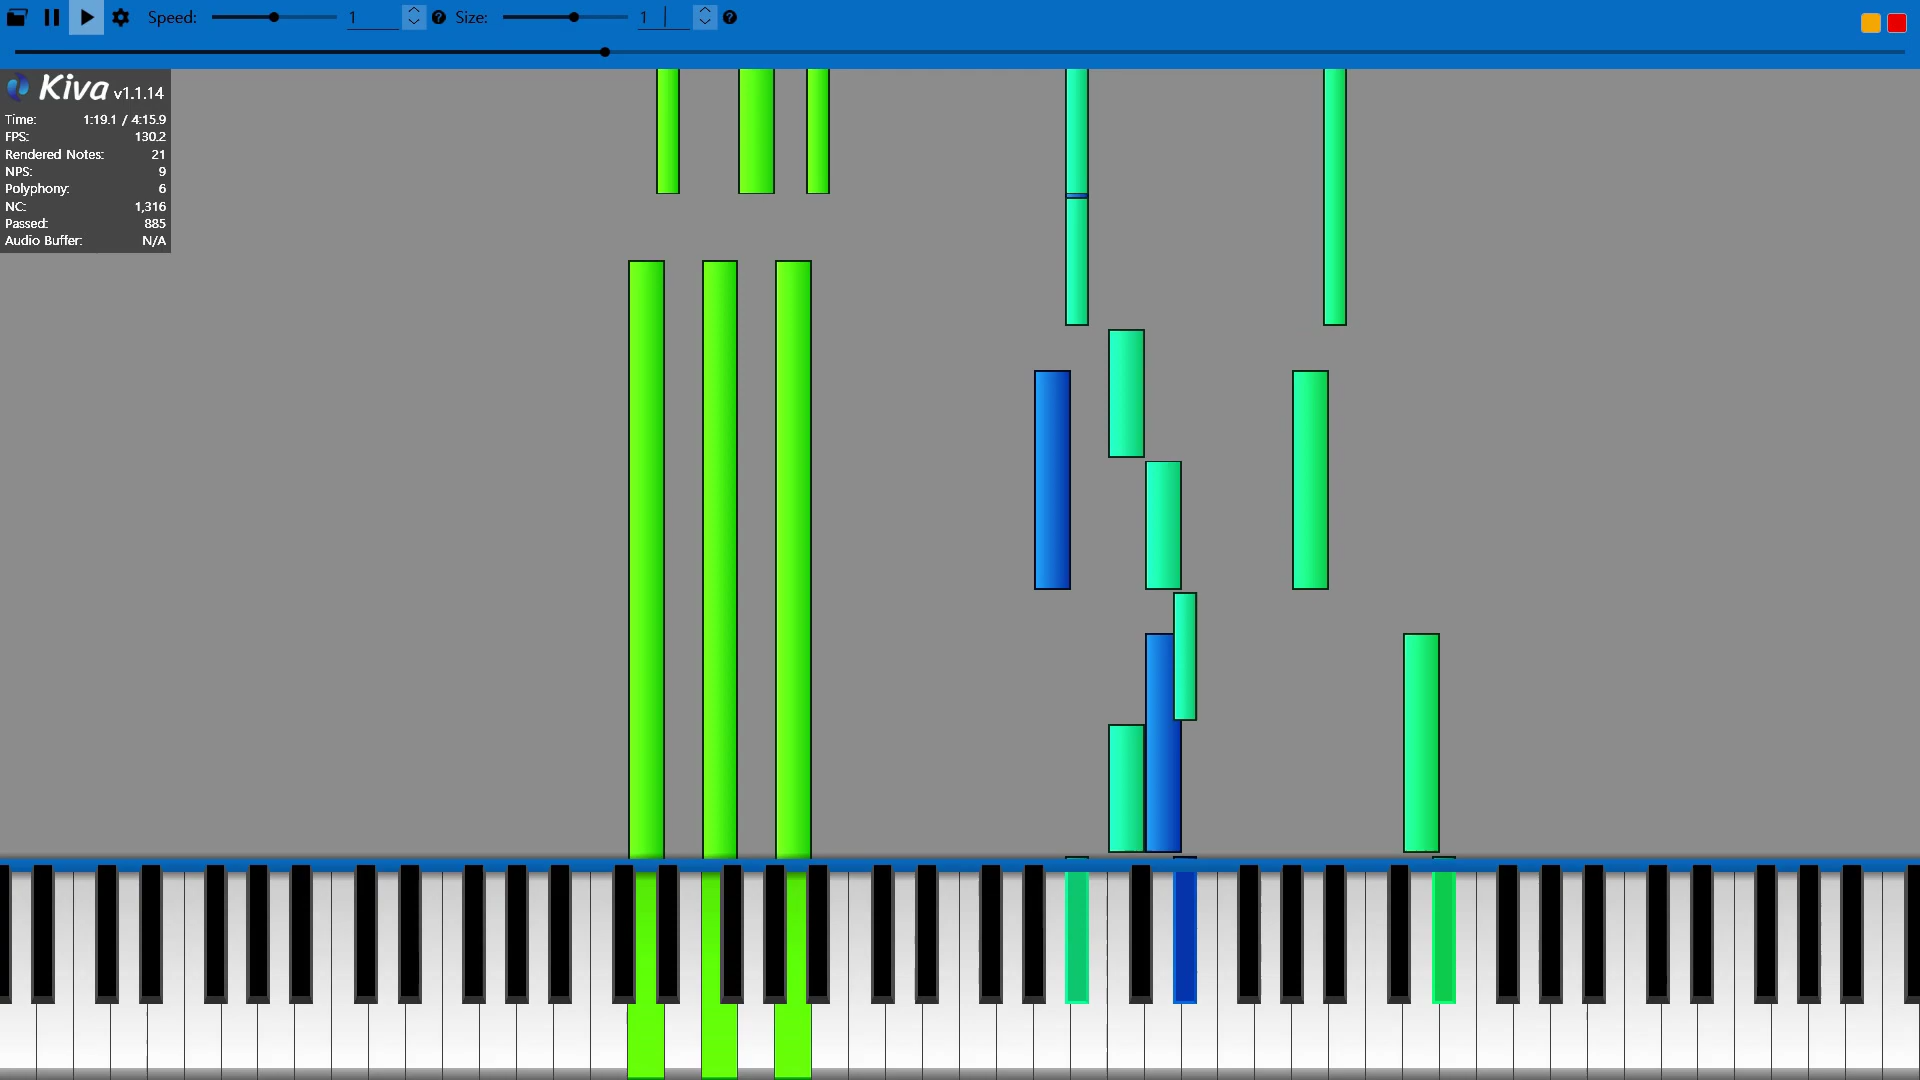 Speed: 1 Size: 1
Kiva v1.1.14
Time: 1:19.1 / 4:15.9
FPS: 130.2
Rendered Notes: 21
NPS: 9
Polyphony: 6
NC: 1,316
Passed: 885
Audio Buffer: N/A